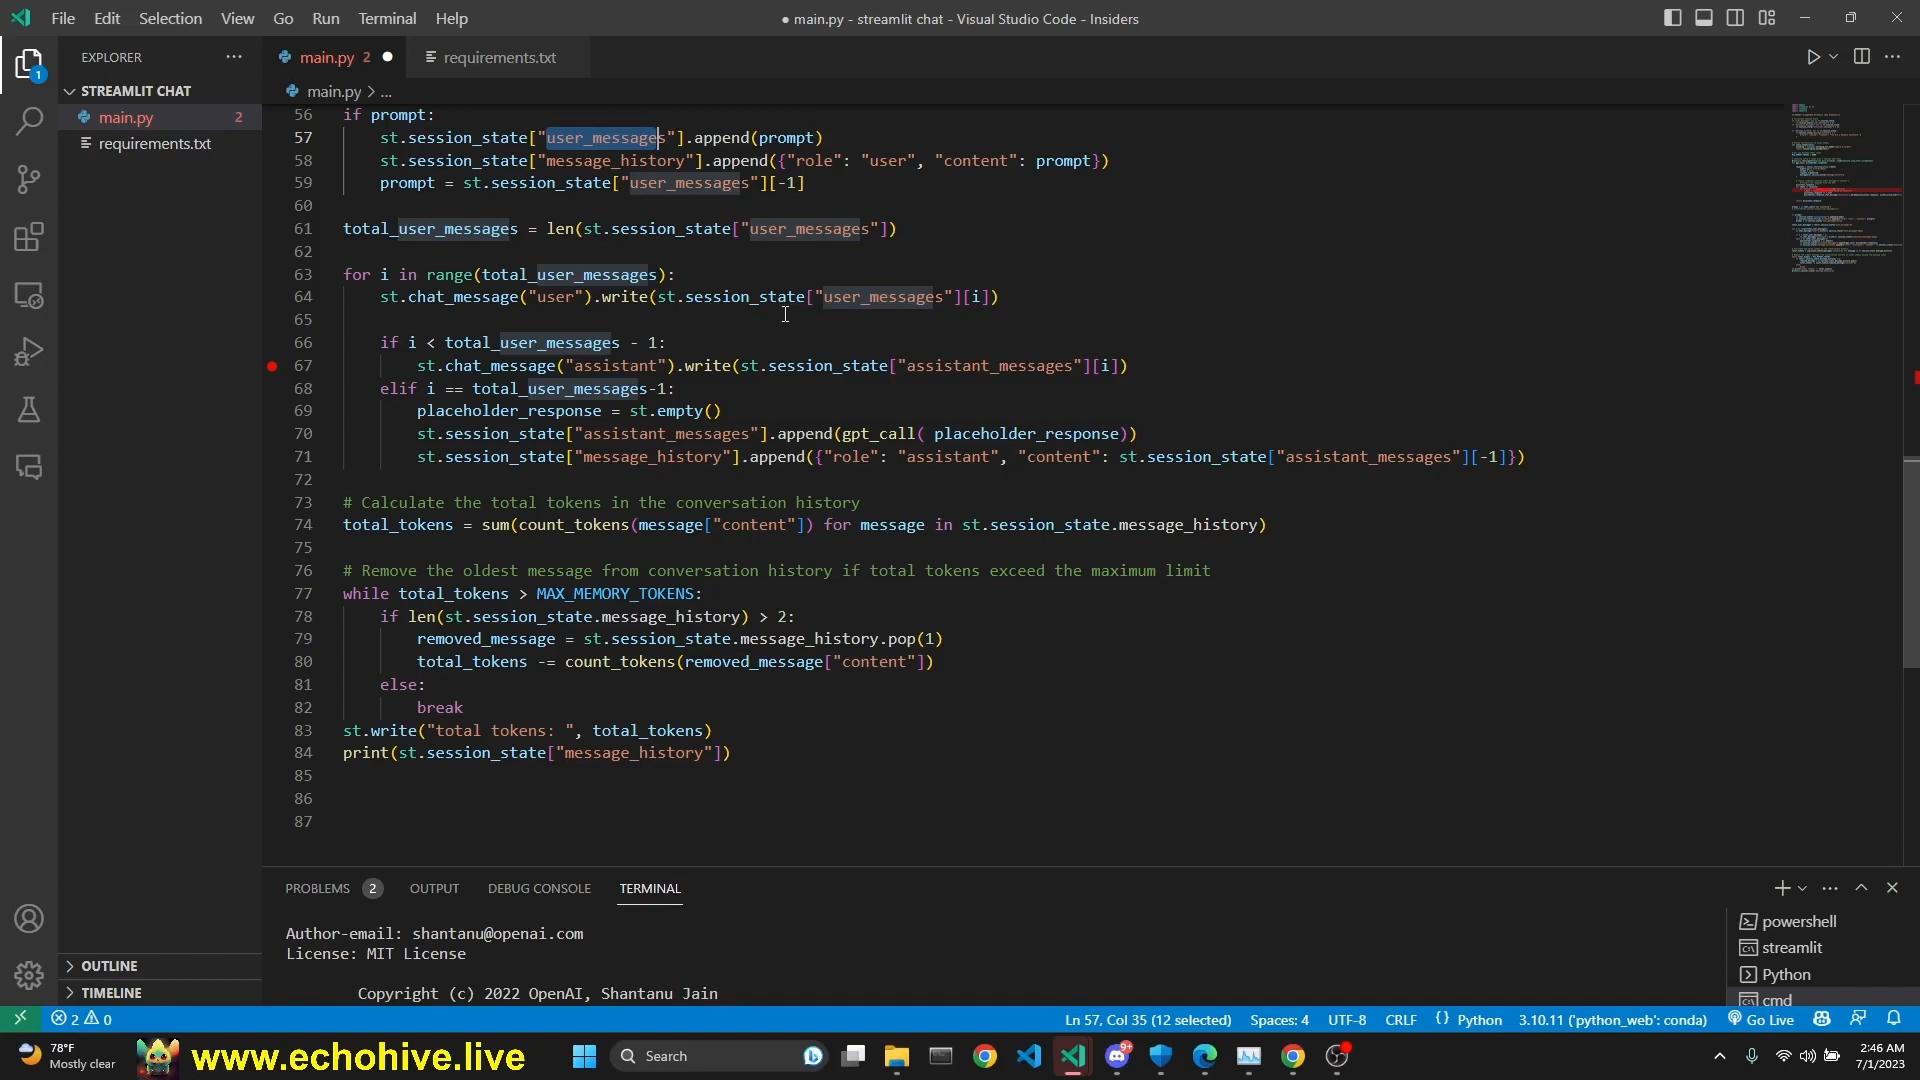 File Edit Selection View Go Run Terminal Help
● main.py - streamlit chat - Visual Studio Code - Insiders
EXPLORER ...
main.py 2 ●
requirements.txt
STREAMLIT CHAT
main.py > ...
main.py 2
requirements.txt
56 if prompt:
57 st.session_state["user_messages"].append(prompt)
58 st.session_state["message_history"].append({"role": "user", "content": prompt})
59 prompt = st.session_state["user_messages"][-1]
60
61 total_user_messages = len(st.session_state["user_messages"])
62
63 for i in range(total_user_messages):
64 st.chat_message("user").write(st.session_state["user_messages"][i])
65
66 if i < total_user_messages - 1:
67 st.chat_message("assistant").write(st.session_state["assistant_messages"][i])
68 elif i == total_user_messages-1:
69 placeholder_response = st.empty()
70 st.session_state["assistant_messages"].append(gpt_call( placeholder_response))
71 st.session_state["message_history"].append({"role": "assistant", "content": st.session_state["assistant_messages"][-1]})
72
73 # Calculate the total tokens in the conversation history
74 total_tokens = sum(count_tokens(message["content"]) for message in st.session_state.message_history)
75
76 # Remove the oldest message from conversation history if total tokens exceed the maximum limit
77 while total_tokens > MAX_MEMORY_TOKENS:
78 if len(st.session_state.message_history) > 2:
79 removed_message = st.session_state.message_history.pop(1)
80 total_tokens -= count_tokens(removed_message["content"])
81 else:
82 break
83 st.write("total tokens: ", total_tokens)
84 print(st.session_state["message_history"])
85
86
87
PROBLEMS 2 OUTPUT DEBUG CONSOLE TERMINAL
Author-email: shantanu@openai.com
License: MIT License
Copyright (c) 2022 OpenAI, Shantanu Jain
powershell
streamlit
Python
cmd
OUTLINE
TIMELINE
1
2 0
Ln 57, Col 35 (12 selected) Spaces: 4 UTF-8 CRLF {} Python 3.10.11 ('python_web': conda) Go Live
78°F
Mostly clear
www.echohive.live
Search
9+
2:46 AM
7/1/2023